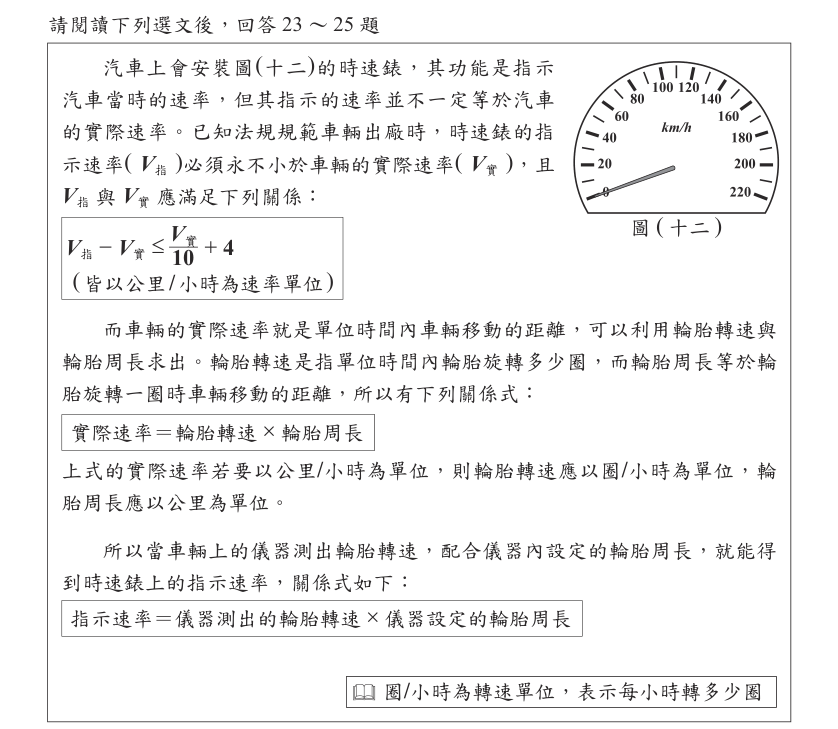 請閱讀下列選文後，回答 23 ～ 25 題
汽車上會安裝圖(十二)的時速錶，其功能是指示
汽車當時的速率，但其指示的速率並不一定等於汽車
的實際速率。已知法規規範車輛出廠時，時速錶的指
示速率( V指 )必須永不小於車輛的實際速率( V實 )，且
V指 與 V實 應滿足下列關係：
V指 − V實 ≤ V實/10 + 4
（皆以公里/小時為速率單位）
0 20 40 60 80 100 120 140 160 180 200 220
km/h
圖(十二)
而車輛的實際速率就是單位時間內車輛移動的距離，可以利用輪胎轉速與
輪胎周長求出。輪胎轉速是指單位時間內輪胎旋轉多少圈，而輪胎周長等於輪
胎旋轉一圈時車輛移動的距離，所以有下列關係式：
實際速率＝輪胎轉速 × 輪胎周長
上式的實際速率若要以公里/小時為單位，則輪胎轉速應以圈/小時為單位，輪
胎周長應以公里為單位。
所以當車輛上的儀器測出輪胎轉速，配合儀器內設定的輪胎周長，就能得
到時速錶上的指示速率，關係式如下：
指示速率＝儀器測出的輪胎轉速 × 儀器設定的輪胎周長
圈/小時為轉速單位，表示每小時轉多少圈